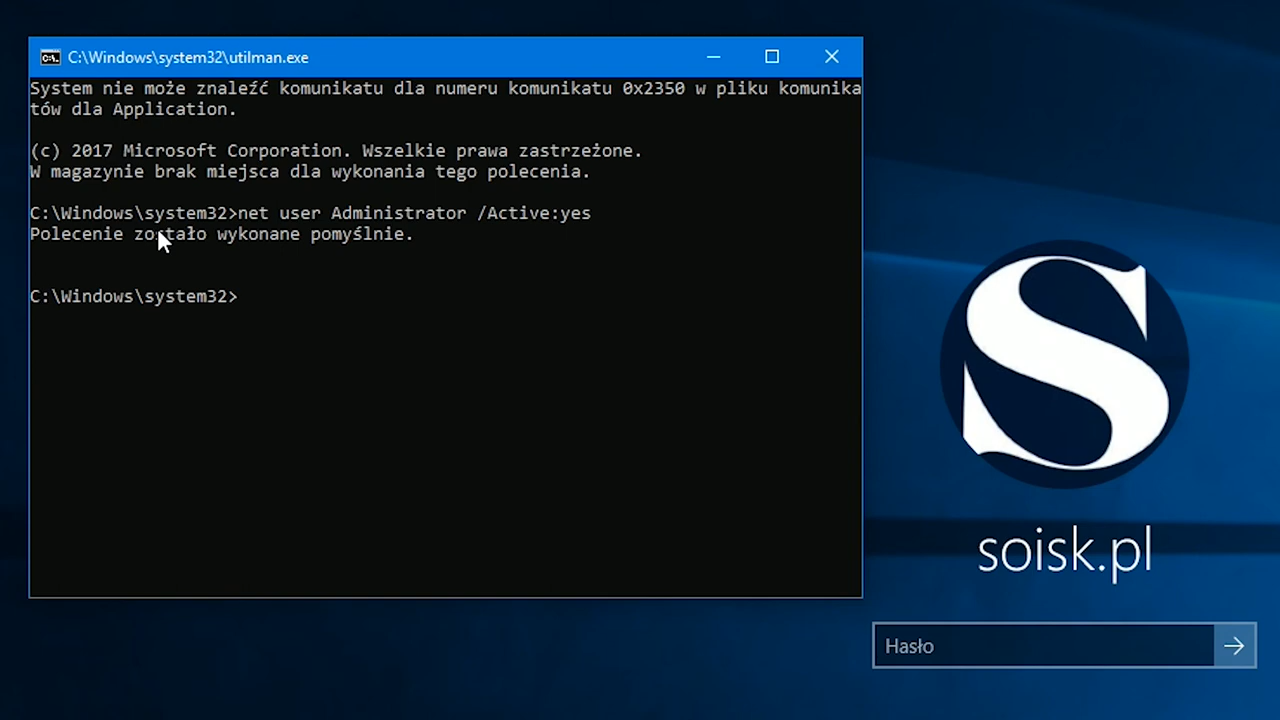 C:\Windows\system32\utilman.exe
System nie może znaleźć komunikatu dla numeru komunikatu 0x2350 w pliku komunika
tów dla Application.
(c) 2017 Microsoft Corporation. Wszelkie prawa zastrzeżone.
W magazynie brak miejsca dla wykonania tego polecenia.
C:\Windows\system32>net user Administrator /Active:yes
Polecenie zostało wykonane pomyślnie.
C:\Windows\system32>
S
soisk.pl
Hasło